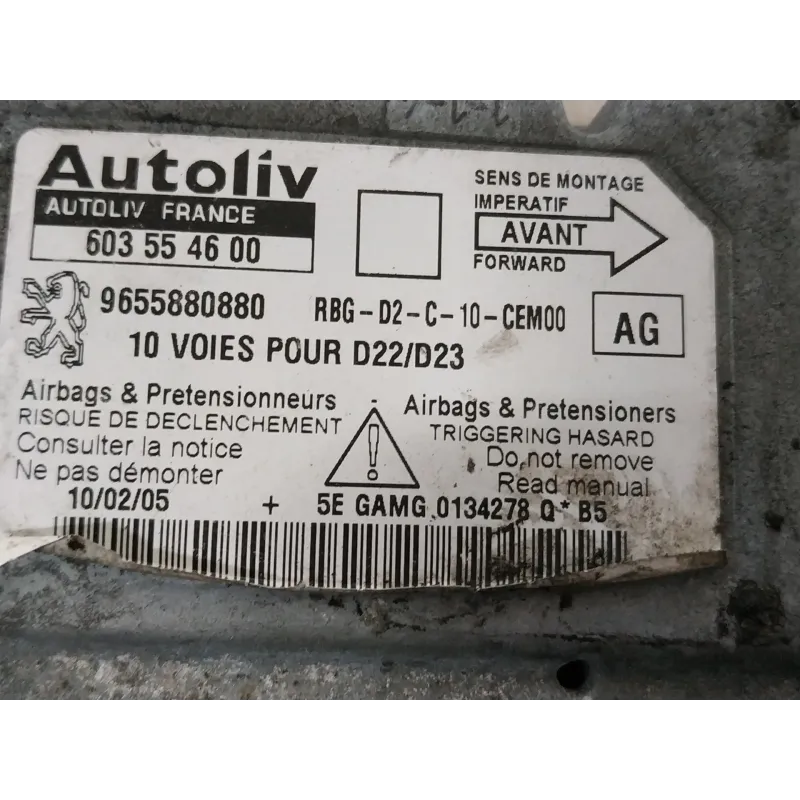 Autoliv
AUTOLIV FRANCE
603 55 46 00
SENS DE MONTAGE
IMPERATIF
AVANT
FORWARD
9655880880 RBG-D2-C-10-CEM00
AG
10 VOIES POUR D22/D23
Airbags & Pretensionneurs
RISQUE DE DECLENCHEMENT
Consulter la notice
Ne pas démonter
Airbags & Pretensioners
TRIGGERING HASARD
Do not remove
Read manual
10/02/05 + 5E GAMG 0134278 Q* B5